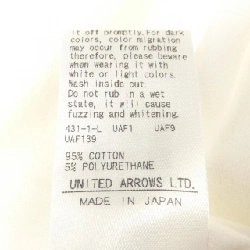 it off promptly.For dark
colors, color migration
may occur from rubbing
therefore, please beware
when wearing it with
white or light colors.
Wash inside out.
Do not rub in a wet
state, it will cause
fuzzing and whitening.
431-1-L UAF1 UAF9
UAF139
95% COTTON
5% POLYURETHANE
UNITED ARROWS LTD.
MADE IN JAPAN